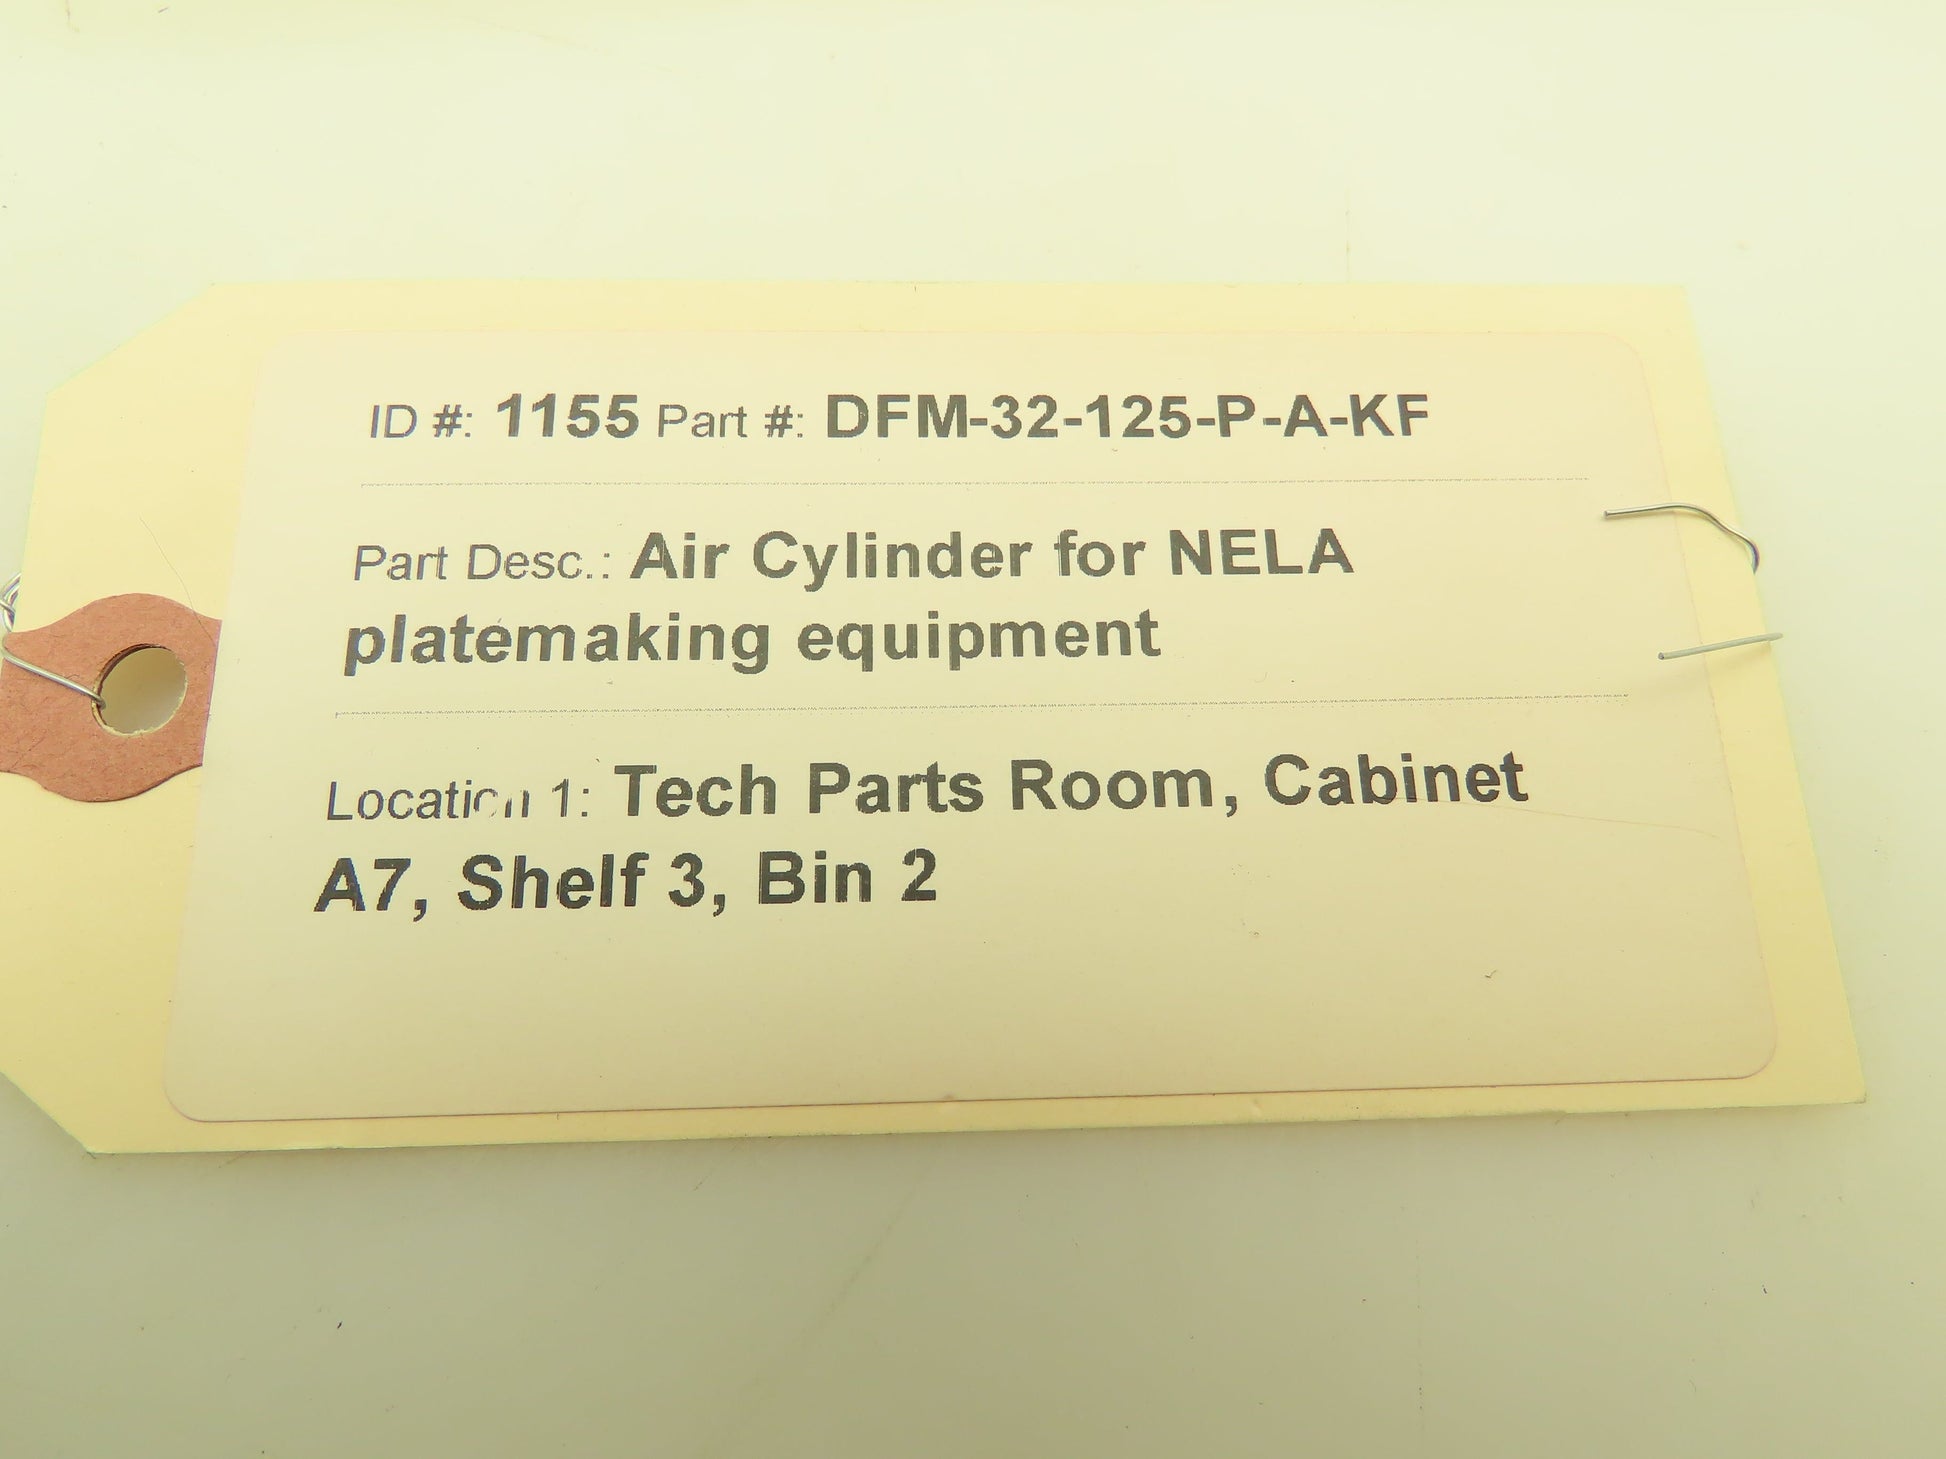 ID #: 1155 Part #: DFM-32-125-P-A-KF
Part Desc.: Air Cylinder for NELA
platemaking equipment
Location 1: Tech Parts Room, Cabinet
A7, Shelf 3, Bin 2